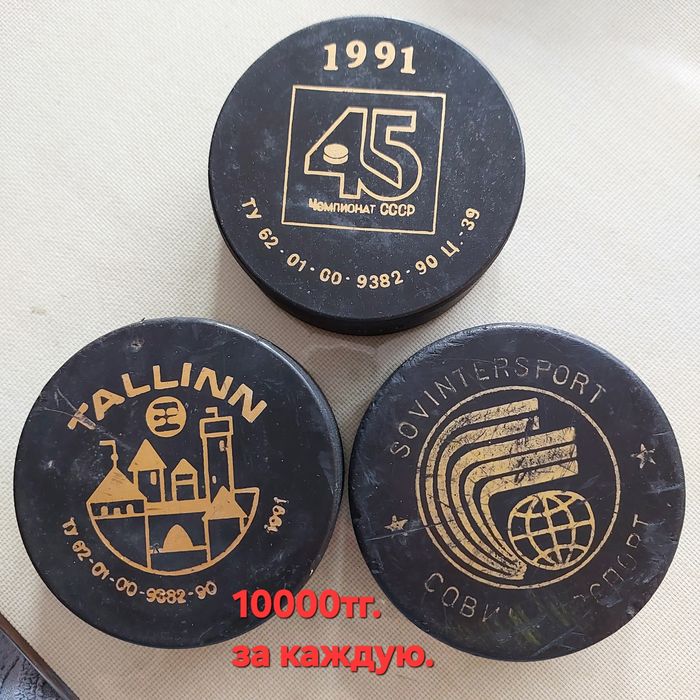 1991
45
Чемпионат СССР
ТУ 62-01-00-9382-90 Ц.-39
TALLINN
1991
ТУ 62-01-00-9382-90
SOVINTERSPORT
10000тг.
за каждую.